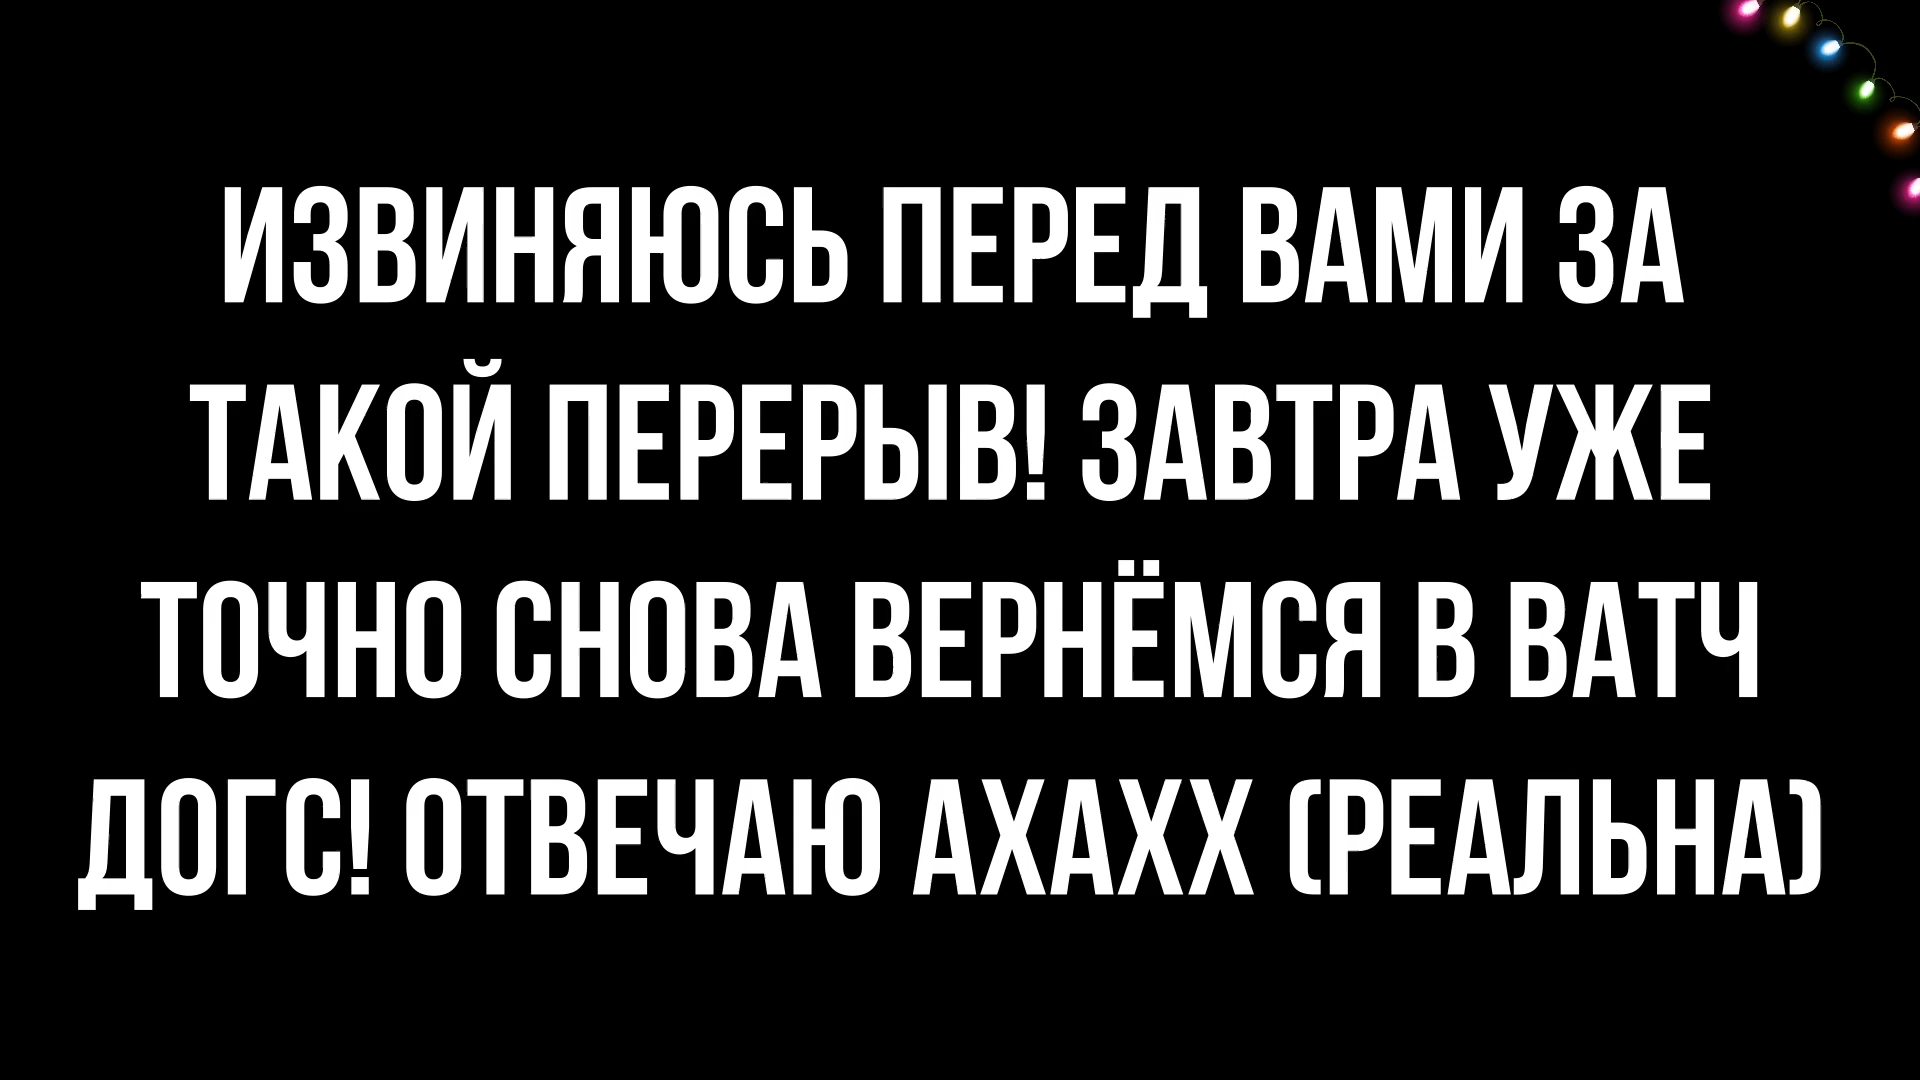 ИЗВИНЯЮСЬ ПЕРЕД ВАМИ ЗА
ТАКОЙ ПЕРЕРЫВ! ЗАВТРА УЖЕ
ТОЧНО СНОВА ВЕРНЁМСЯ В ВАТЧ
ДОГС! ОТВЕЧАЮ АХАХХ (РЕАЛЬНА)